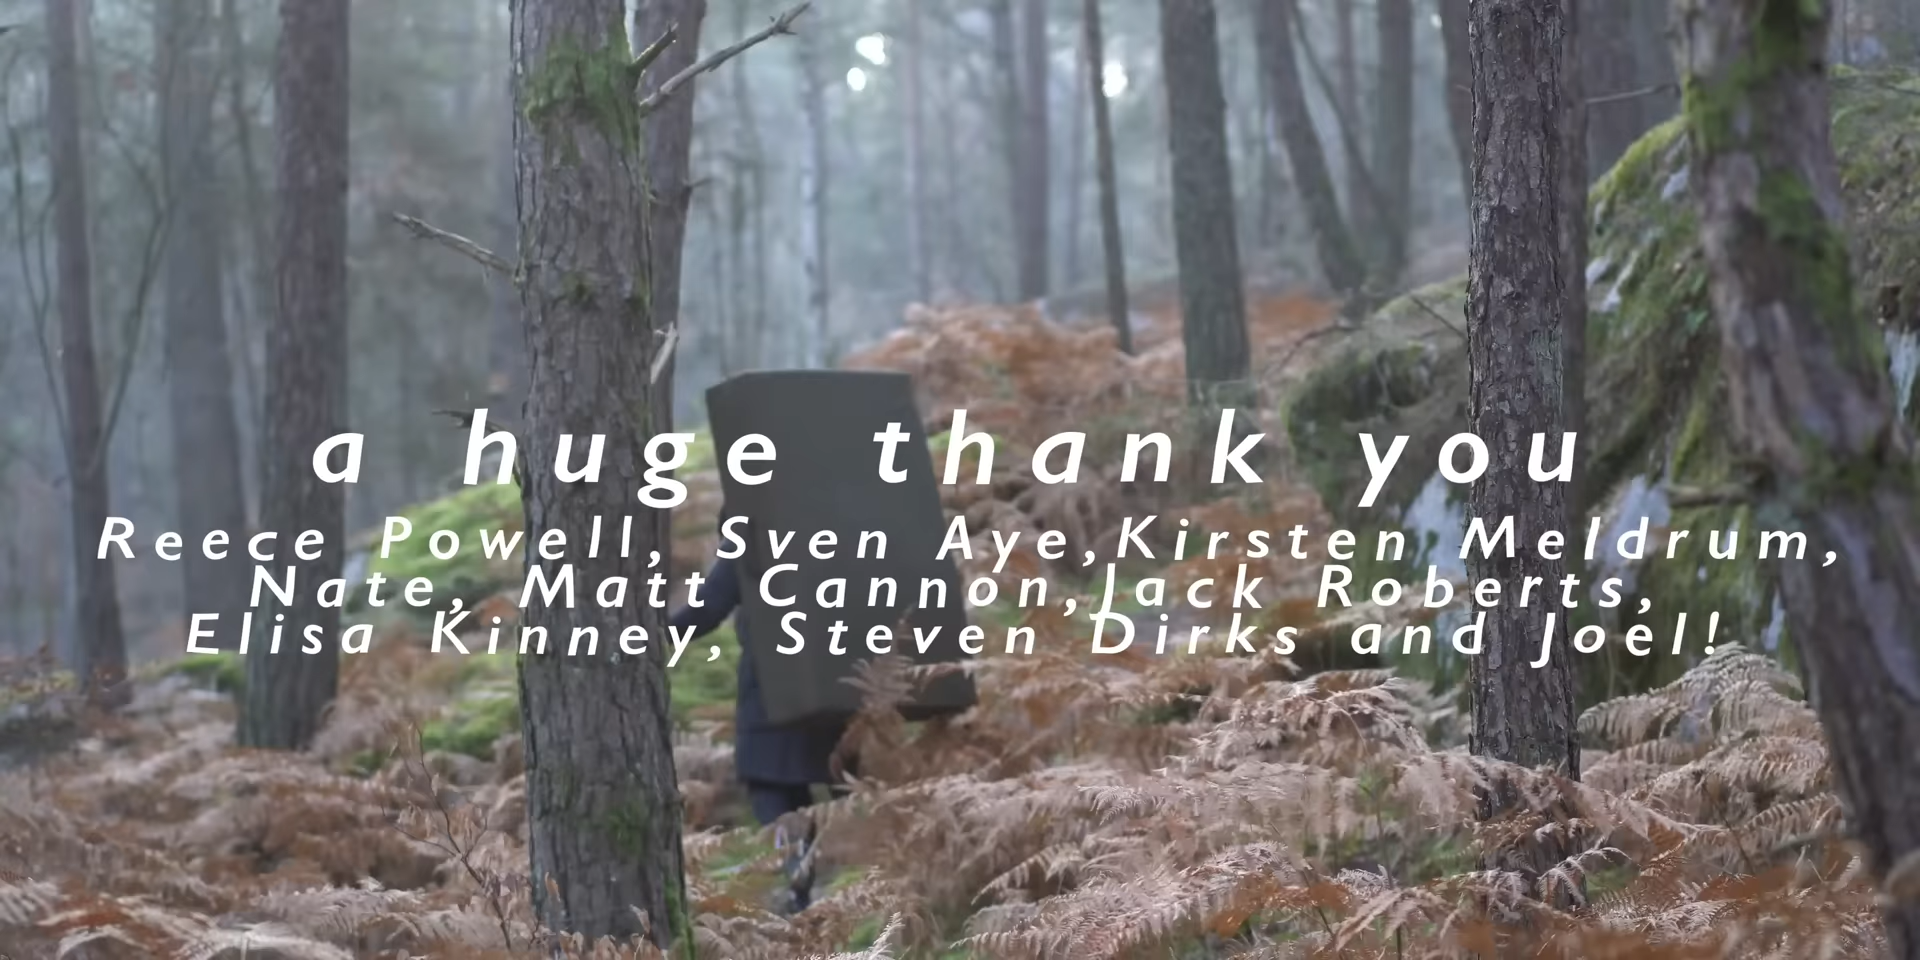 a huge thank you
Reece Powell, Sven Aye,Kirsten Meldrum,
Nate, Matt Cannon,Jack Roberts,
Elisa Kinney, Steven Dirks and Joel!